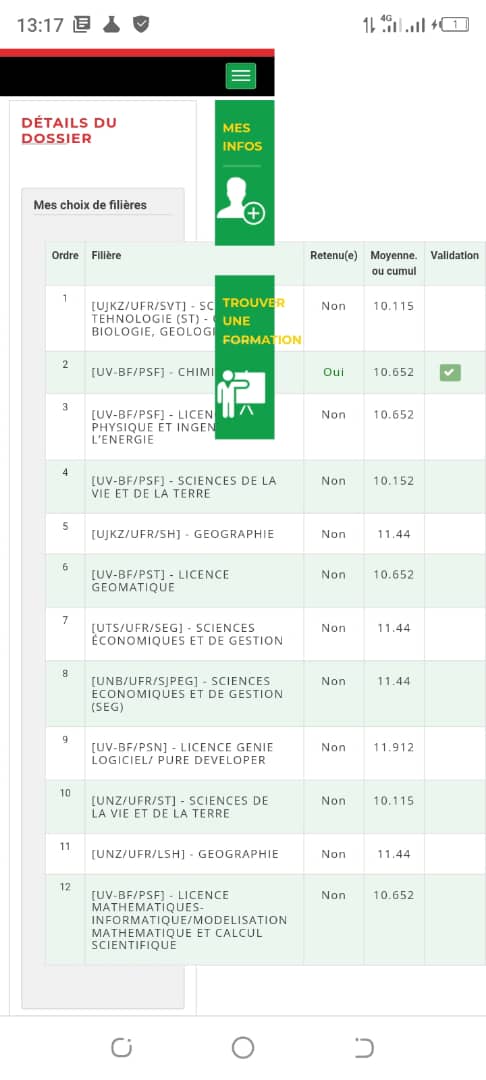 13:17
4G
1
DÉTAILS DU
DOSSIER
MES
INFOS
Mes choix de filières
TROUVER
UNE
FORMATION
Ordre Filière Retenu(e) Moyenne. Validation
ou cumul
1 [UJKZ/UFR/SVT] - SC Non 10.115
TEHNOLOGIE (ST) -
BIOLOGIE, GEOLOGI
2 [UV-BF/PSF] - CHIMI Oui 10.652
3 [UV-BF/PSF] - LICEN Non 10.652
PHYSIQUE ET INGEN
L'ENERGIE
4 [UV-BF/PSF] - SCIENCES DE LA Non 10.152
VIE ET DE LA TERRE
5 [UJKZ/UFR/SH] - GEOGRAPHIE Non 11.44
6 [UV-BF/PST] - LICENCE Non 10.652
GEOMATIQUE
7 [UTS/UFR/SEG] - SCIENCES Non 11.44
ÉCONOMIQUES ET DE GESTION
8 [UNB/UFR/SJPEG] - SCIENCES Non 11.44
ECONOMIQUES ET DE GESTION
(SEG)
9 [UV-BF/PSN] - LICENCE GENIE Non 11.912
LOGICIEL/ PURE DEVELOPER
10 [UNZ/UFR/ST] - SCIENCES DE Non 10.115
LA VIE ET DE LA TERRE
11 [UNZ/UFR/LSH] - GEOGRAPHIE Non 11.44
12 [UV-BF/PSF] - LICENCE Non 10.652
MATHEMATIQUES-
INFORMATIQUE/MODELISATION
MATHEMATIQUE ET CALCUL
SCIENTIFIQUE